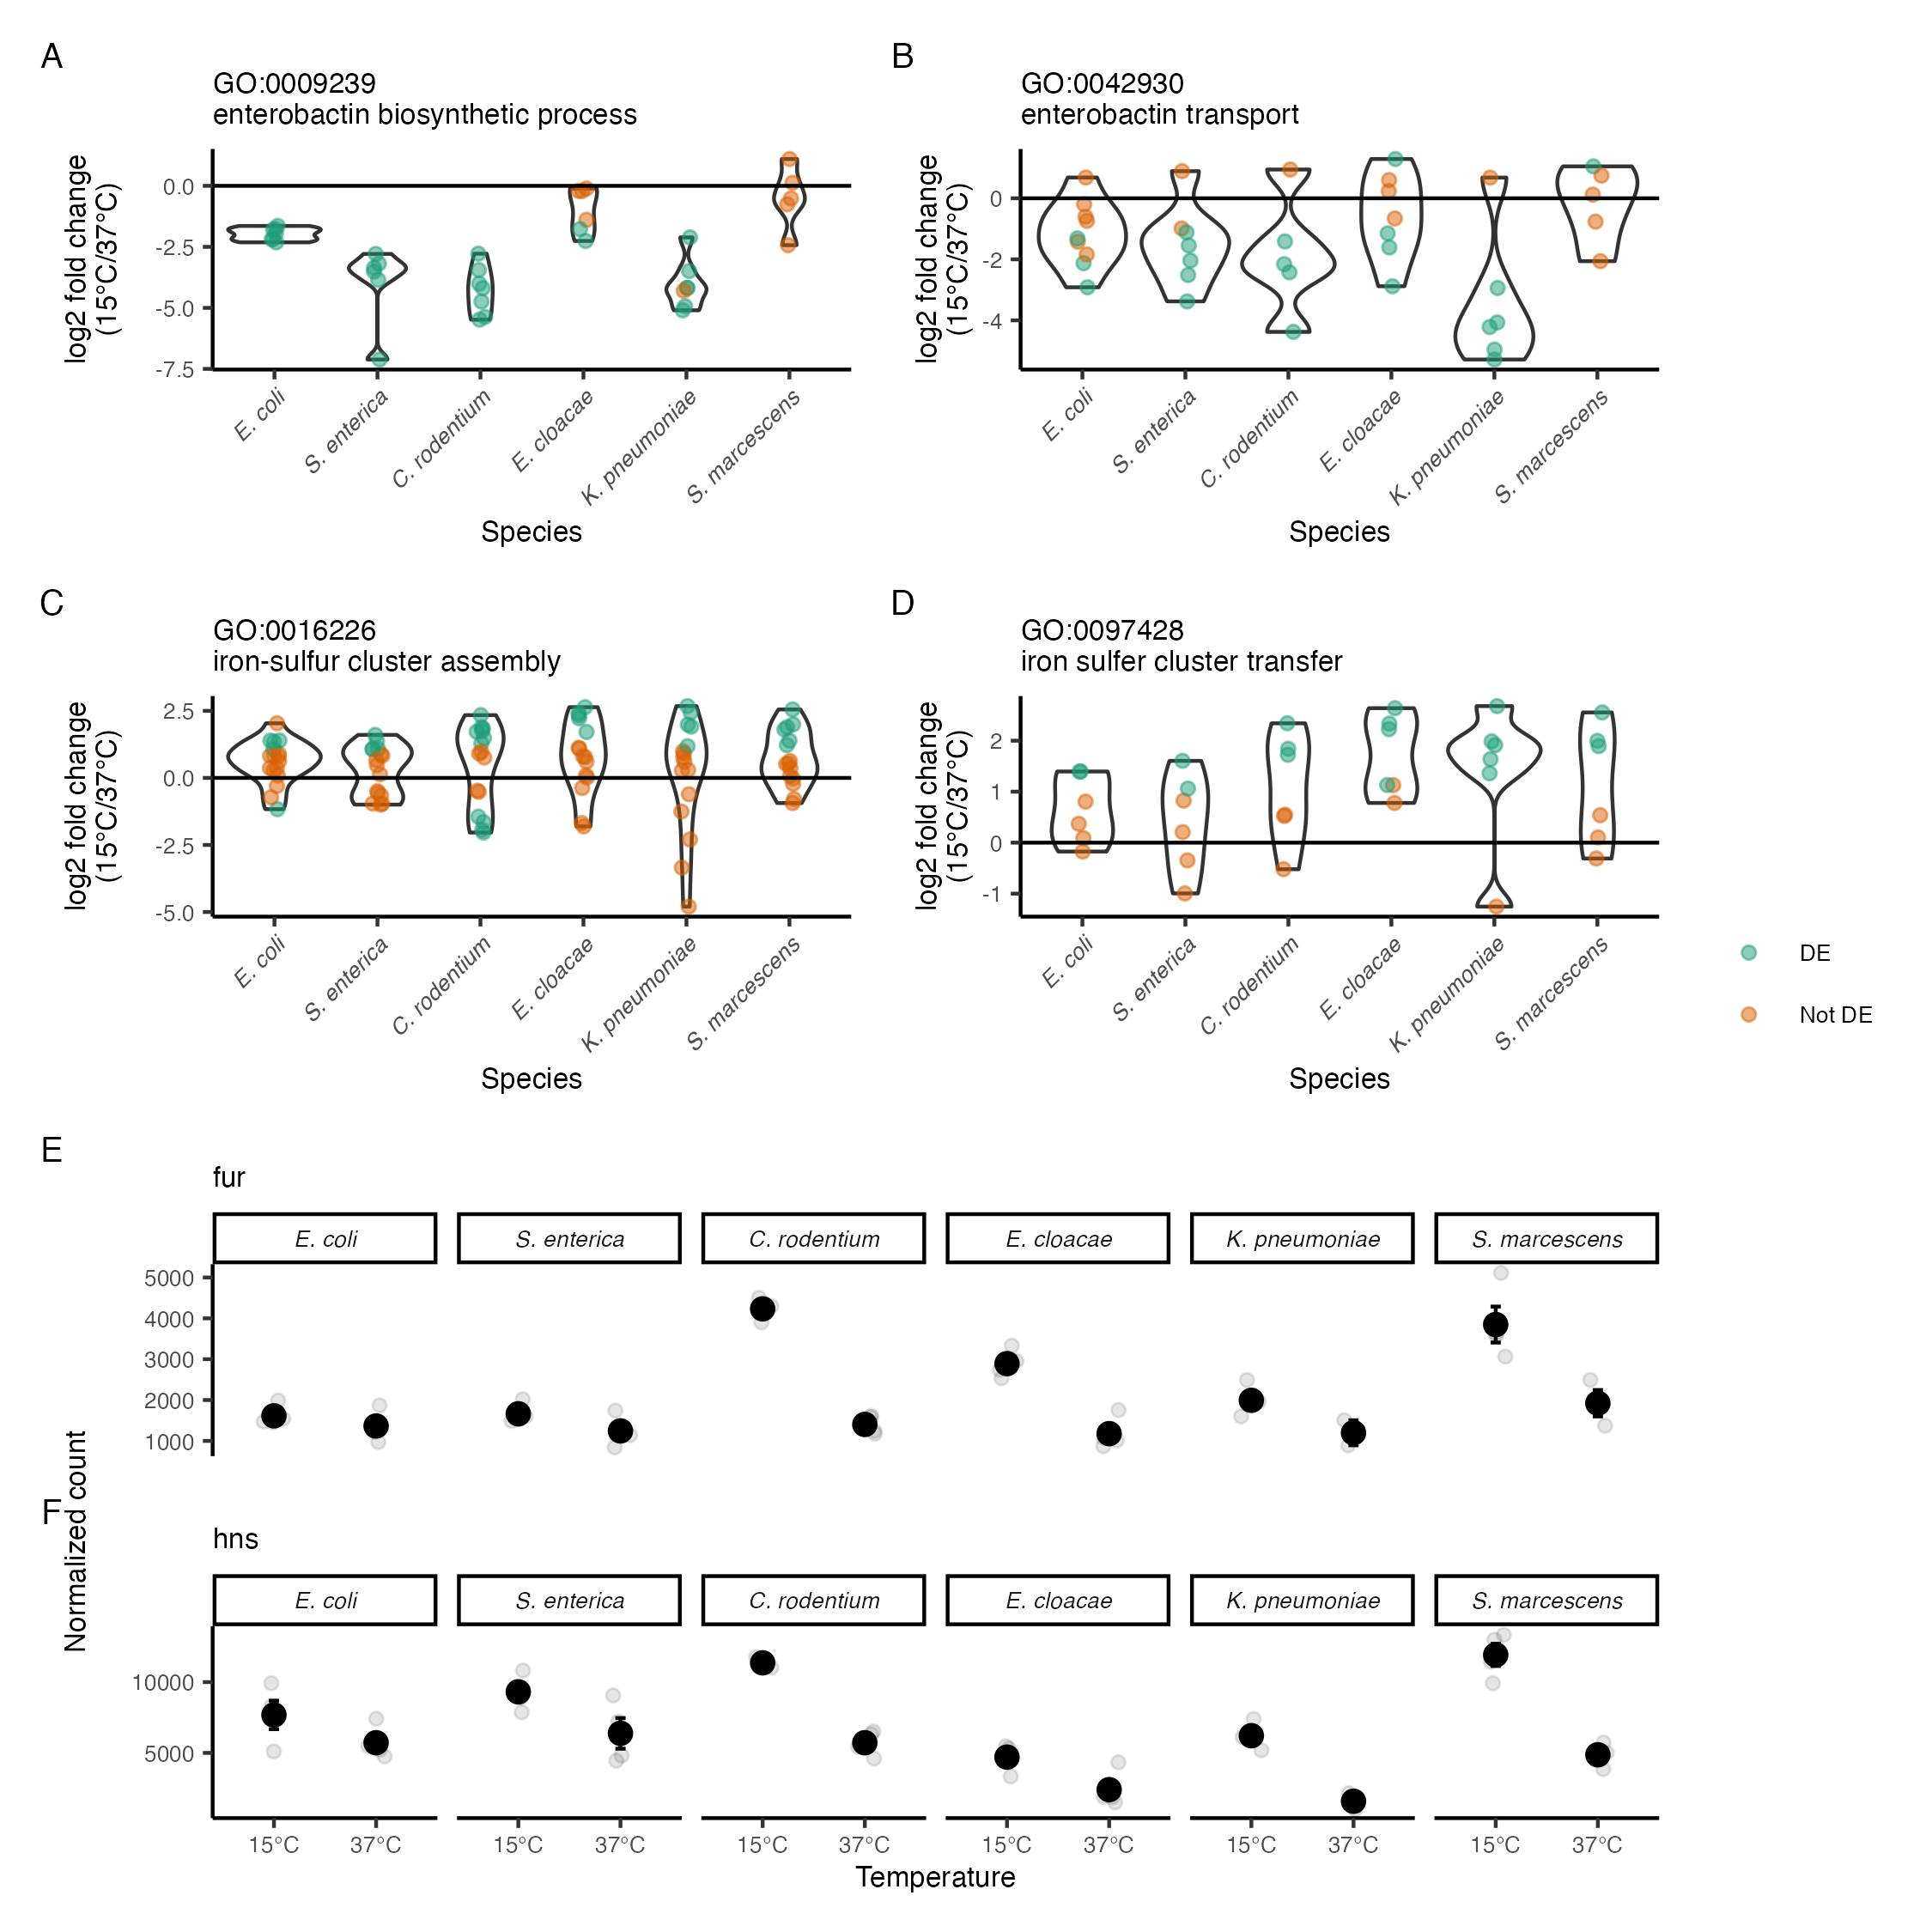 A
GO:0009239
enterobactin biosynthetic process
log2 fold change
(15°C/37°C)
0.0
-2.5
-5.0
-7.5
E. coli
S. enterica
C. rodentium
E. cloacae
K. pneumoniae
S. marcescens
Species
B
GO:0042930
enterobactin transport
log2 fold change
(15°C/37°C)
0
-2
-4
E. coli
S. enterica
C. rodentium
E. cloacae
K. pneumoniae
S. marcescens
Species
C
GO:0016226
iron-sulfur cluster assembly
log2 fold change
(15°C/37°C)
2.5
0.0
-2.5
-5.0
E. coli
S. enterica
C. rodentium
E. cloacae
K. pneumoniae
S. marcescens
Species
D
GO:0097428
iron sulfer cluster transfer
log2 fold change
(15°C/37°C)
2
1
0
-1
E. coli
S. enterica
C. rodentium
E. cloacae
K. pneumoniae
S. marcescens
Species
DE
Not DE
E
fur
E. coli
S. enterica
C. rodentium
E. cloacae
K. pneumoniae
S. marcescens
5000
4000
3000
2000
1000
Normalized count
F
hns
E. coli
S. enterica
C. rodentium
E. cloacae
K. pneumoniae
S. marcescens
10000
5000
15°C 37°C 15°C 37°C 15°C 37°C 15°C 37°C 15°C 37°C 15°C 37°C
Temperature